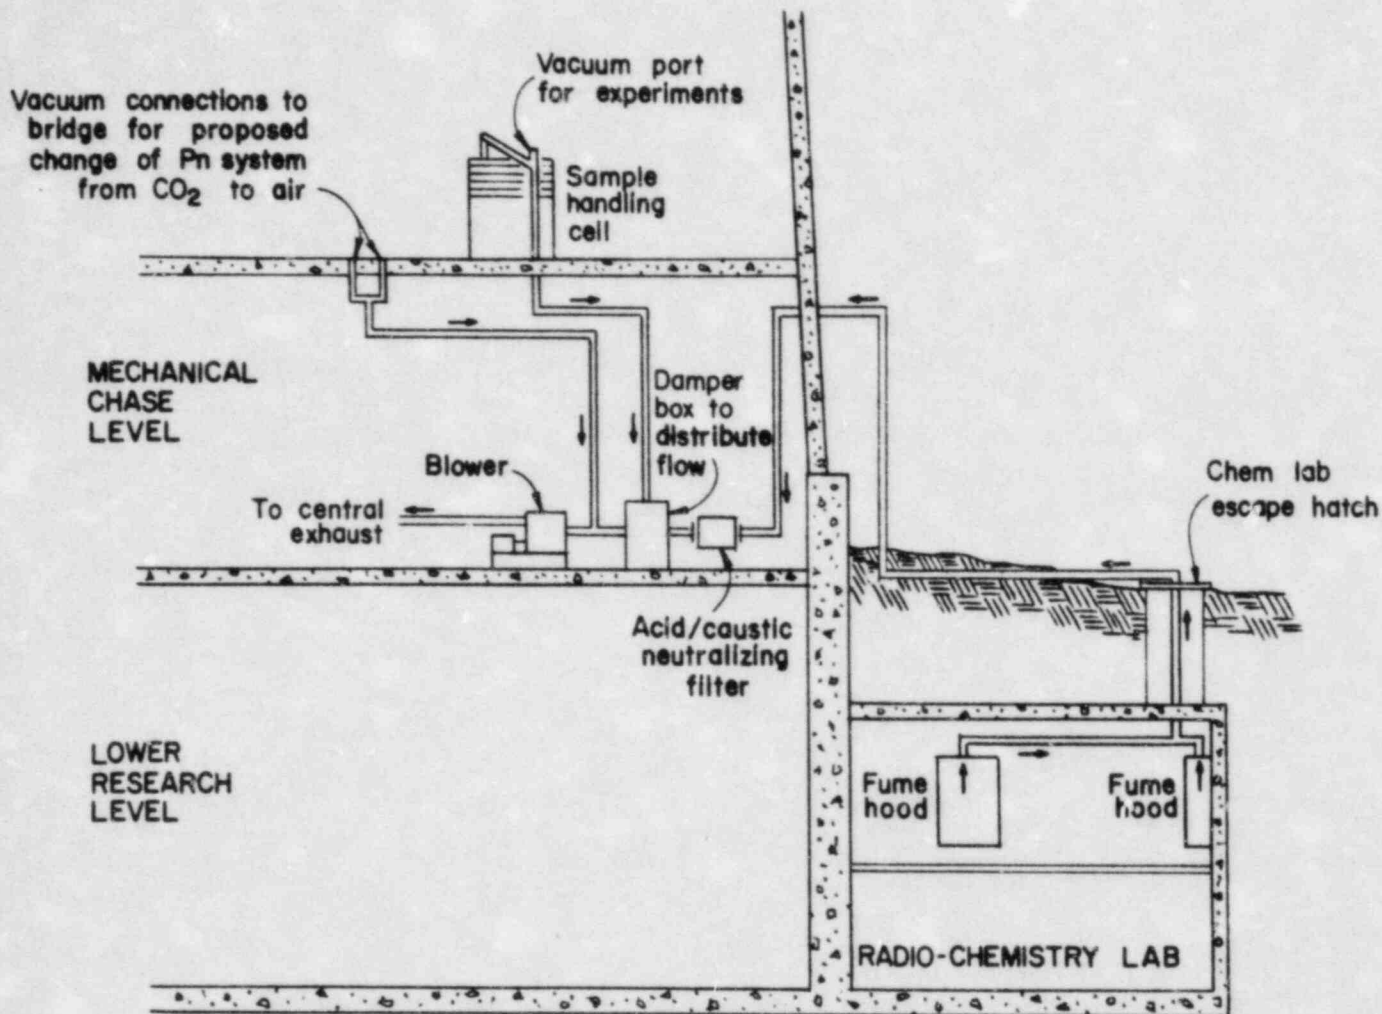 Vacuum connections to
bridge for proposed
change of Pn system
from CO₂ to air
Vacuum port
for experiments
Sample
handling
cell
MECHANICAL
CHASE
LEVEL
Damper
box to
distribute
flow
Blower
To central
exhaust
Chem lab
escape hatch
Acid/caustic
neutralizing
filter
LOWER
RESEARCH
LEVEL
Fume
hood
Fume
hood
RADIO-CHEMISTRY LAB